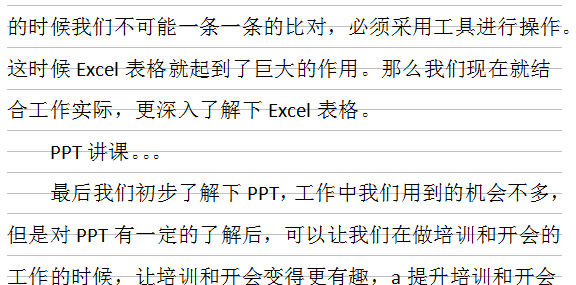 的时候我们不可能一条一条的比对，必须采用工具进行操作。
这时候 Excel 表格就起到了巨大的作用。那么我们现在就结
合工作实际，更深入了解下 Excel 表格。
PPT 讲课。。。
最后我们初步了解下 PPT，工作中我们用到的机会不多，
但是对 PPT 有一定的了解后，可以让我们在做培训和开会的
工作的时候，让培训和开会变得更有趣，a 提升培训和开会